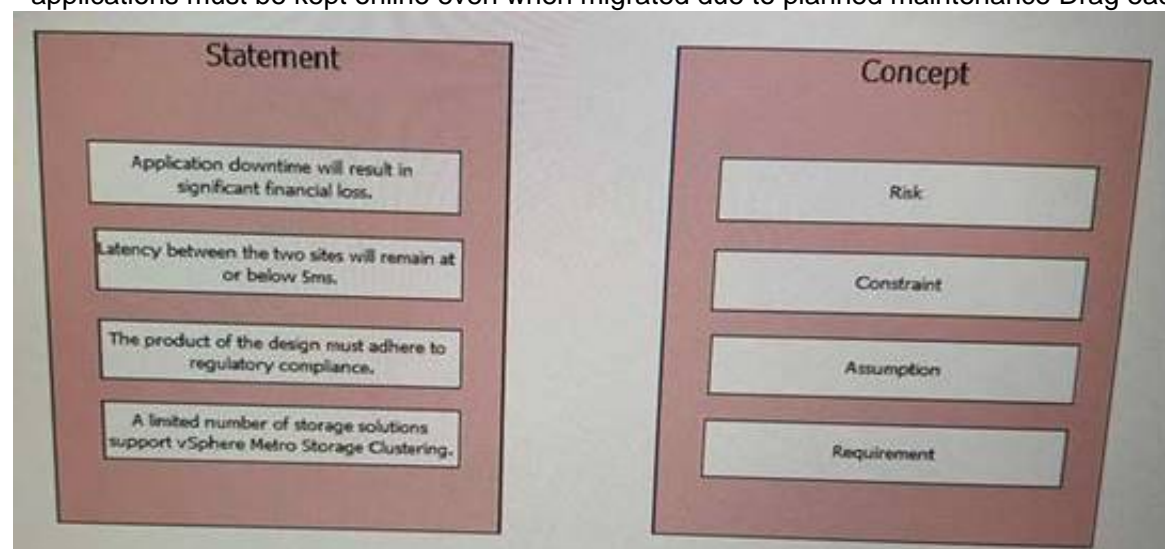 applications must be kept online even when migrated due to planned maintenance Drag eac
Statement
Application downtime will result in
significant financial loss.
Latency between the two sites will remain at
or below 5ms.
The product of the design must adhere to
regulatory compliance.
A limited number of storage solutions
support vSphere Metro Storage Clustering.
Concept
Risk
Constraint
Assumption
Requirement